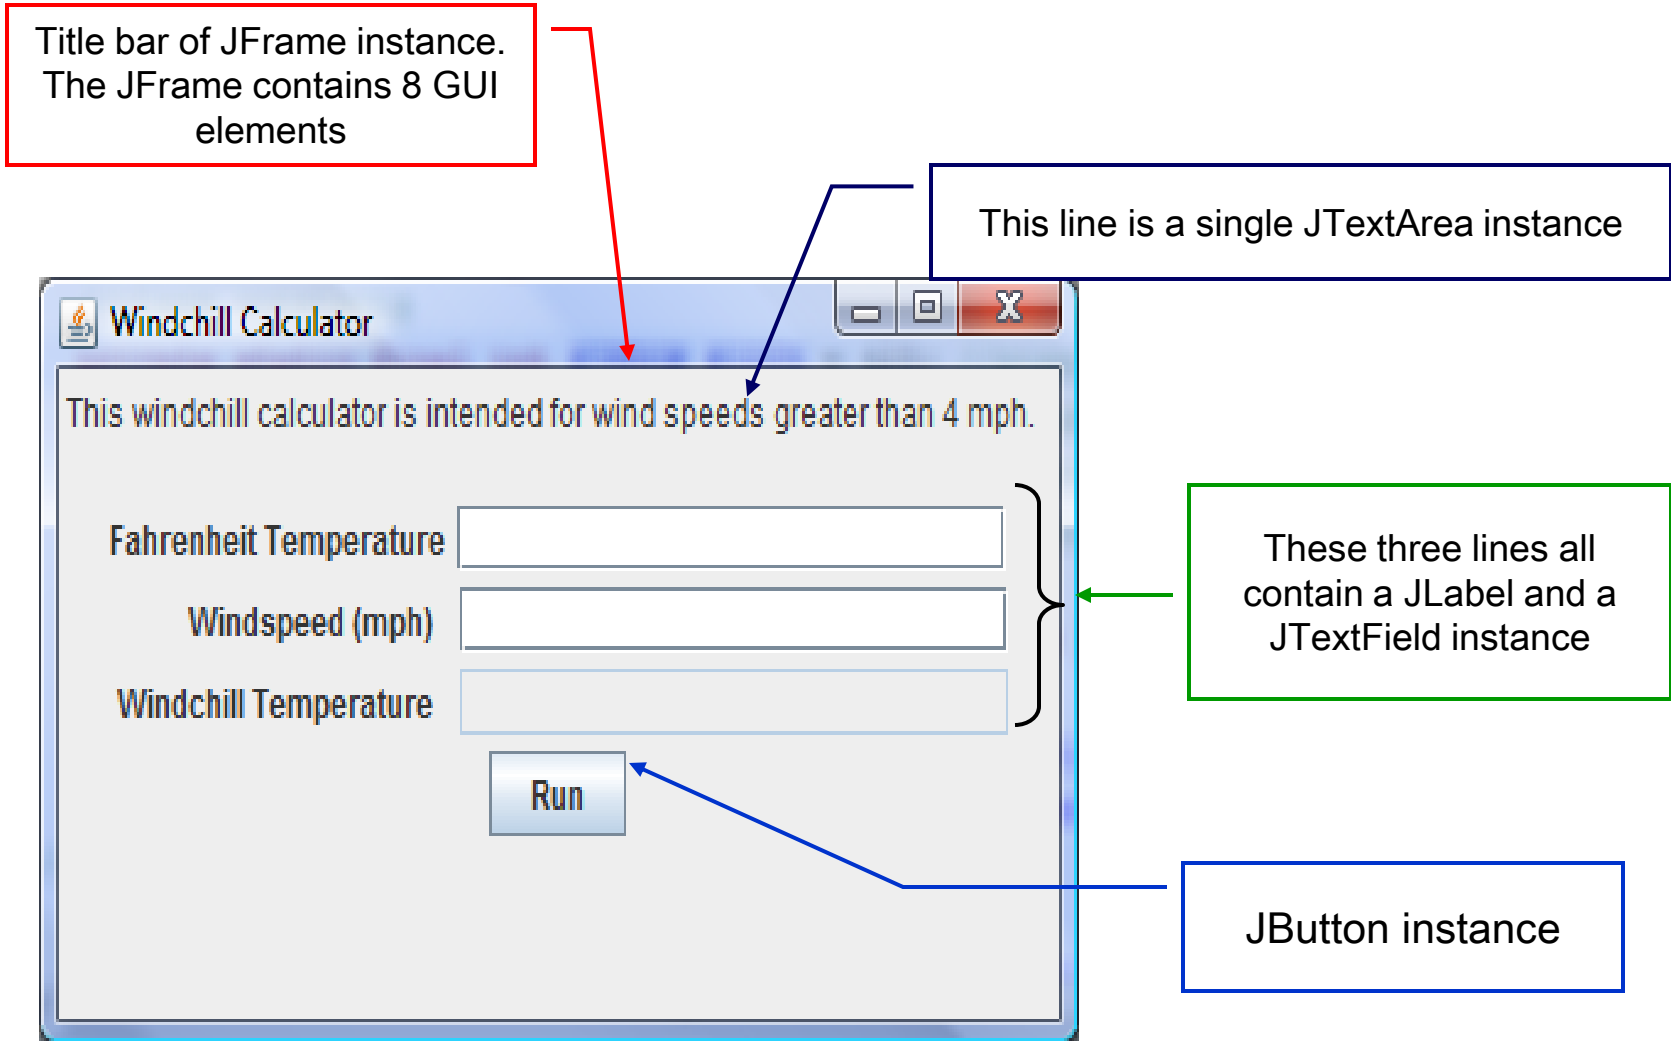 Title bar of JFrame instance.
The JFrame contains 8 GUI
elements
This line is a single JTextArea instance
Windchill Calculator
This windchill calculator is intended for wind speeds greater than 4 mph.
Fahrenheit Temperature
Windspeed (mph)
Windchill Temperature
Run
These three lines all
contain a JLabel and a
JTextField instance
JButton instance